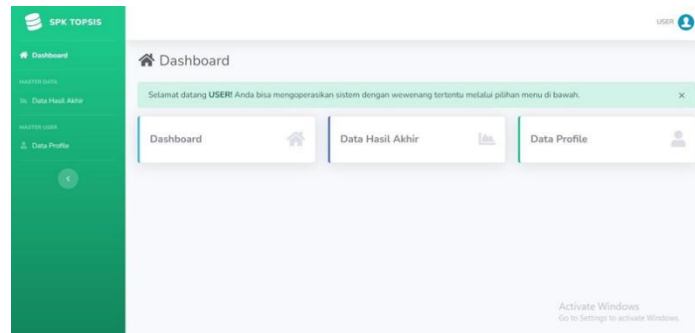 SPK TOPSIS
USER
Dashboard
MASTER DATA
Data Hasil Akhir
MASTER USER
Data Profile
Dashboard
Selamat datang USER! Anda bisa mengoperasikan sistem dengan wewenang tertentu melalui pilihan menu di bawah.
×
Dashboard
Data Hasil Akhir
Data Profile
Activate Windows
Go to Settings to activate Windows.